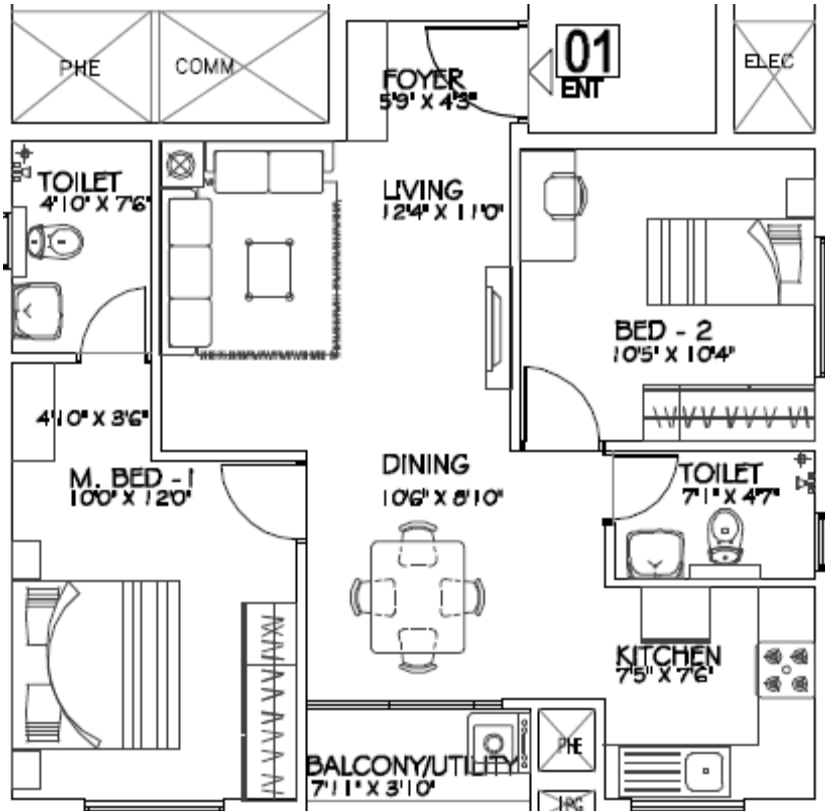 PHE
COMM
FOYER
5'9" X 4'3"
01
ENT
ELEC
TOILET
4'10" X 7'6"
LIVING
12'4" X 11'0"
BED - 2
10'5" X 10'4"
4'10" X 3'6"
M. BED - 1
10'0" X 12'0"
DINING
10'6" X 8'10"
TOILET
7'1" X 4'7"
KITCHEN
7'5" X 7'6"
PHE
BALCONY/UTILITY
7'11" X 3'10"
LPG